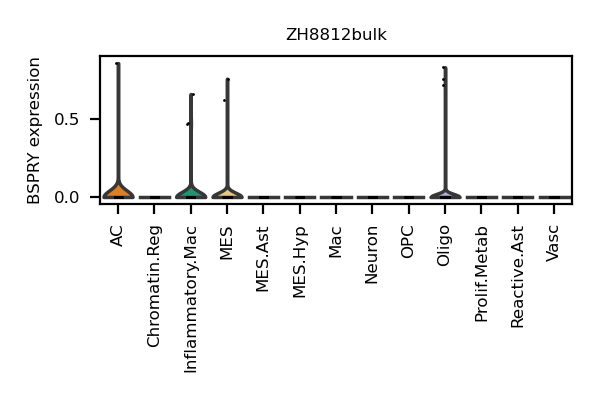 ZH8812bulk
BSPRY expression
0.5
0.0
AC
Chromatin.Reg
Inflammatory.Mac
MES
MES.Ast
MES.Hyp
Mac
Neuron
OPC
Oligo
Prolif.Metab
Reactive.Ast
Vasc